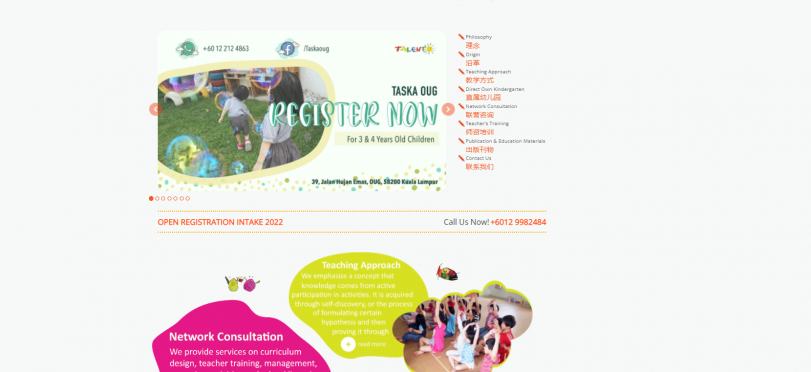 +60 12 212 4863
/Taskaoug
TALENTED
TASKA OUG
REGISTER NOW
For 3 & 4 Years Old Children
39, Jalan Hujan Emas, OUG, 58200 Kuala Lumpur
Philosophy
理念
Origin
沿革
Teaching Approach
教学方式
Direct Own Kindergarten
直属幼儿园
Network Consultation
联营咨询
Teacher's Training
师资培训
Publication & Education Materials
出版刊物
Contact Us
联系我们
OPEN REGISTRATION INTAKE 2022
Call Us Now! +6012 9982484
Teaching Approach
We emphasise a concept that
knowledge comes from active
participation in activities. It is acquired
through self-discovery, or the process
of formulating certain
hypothesis and then
proving it through
read more
Network Consultation
We provide services on curriculum
design, teacher training, management,